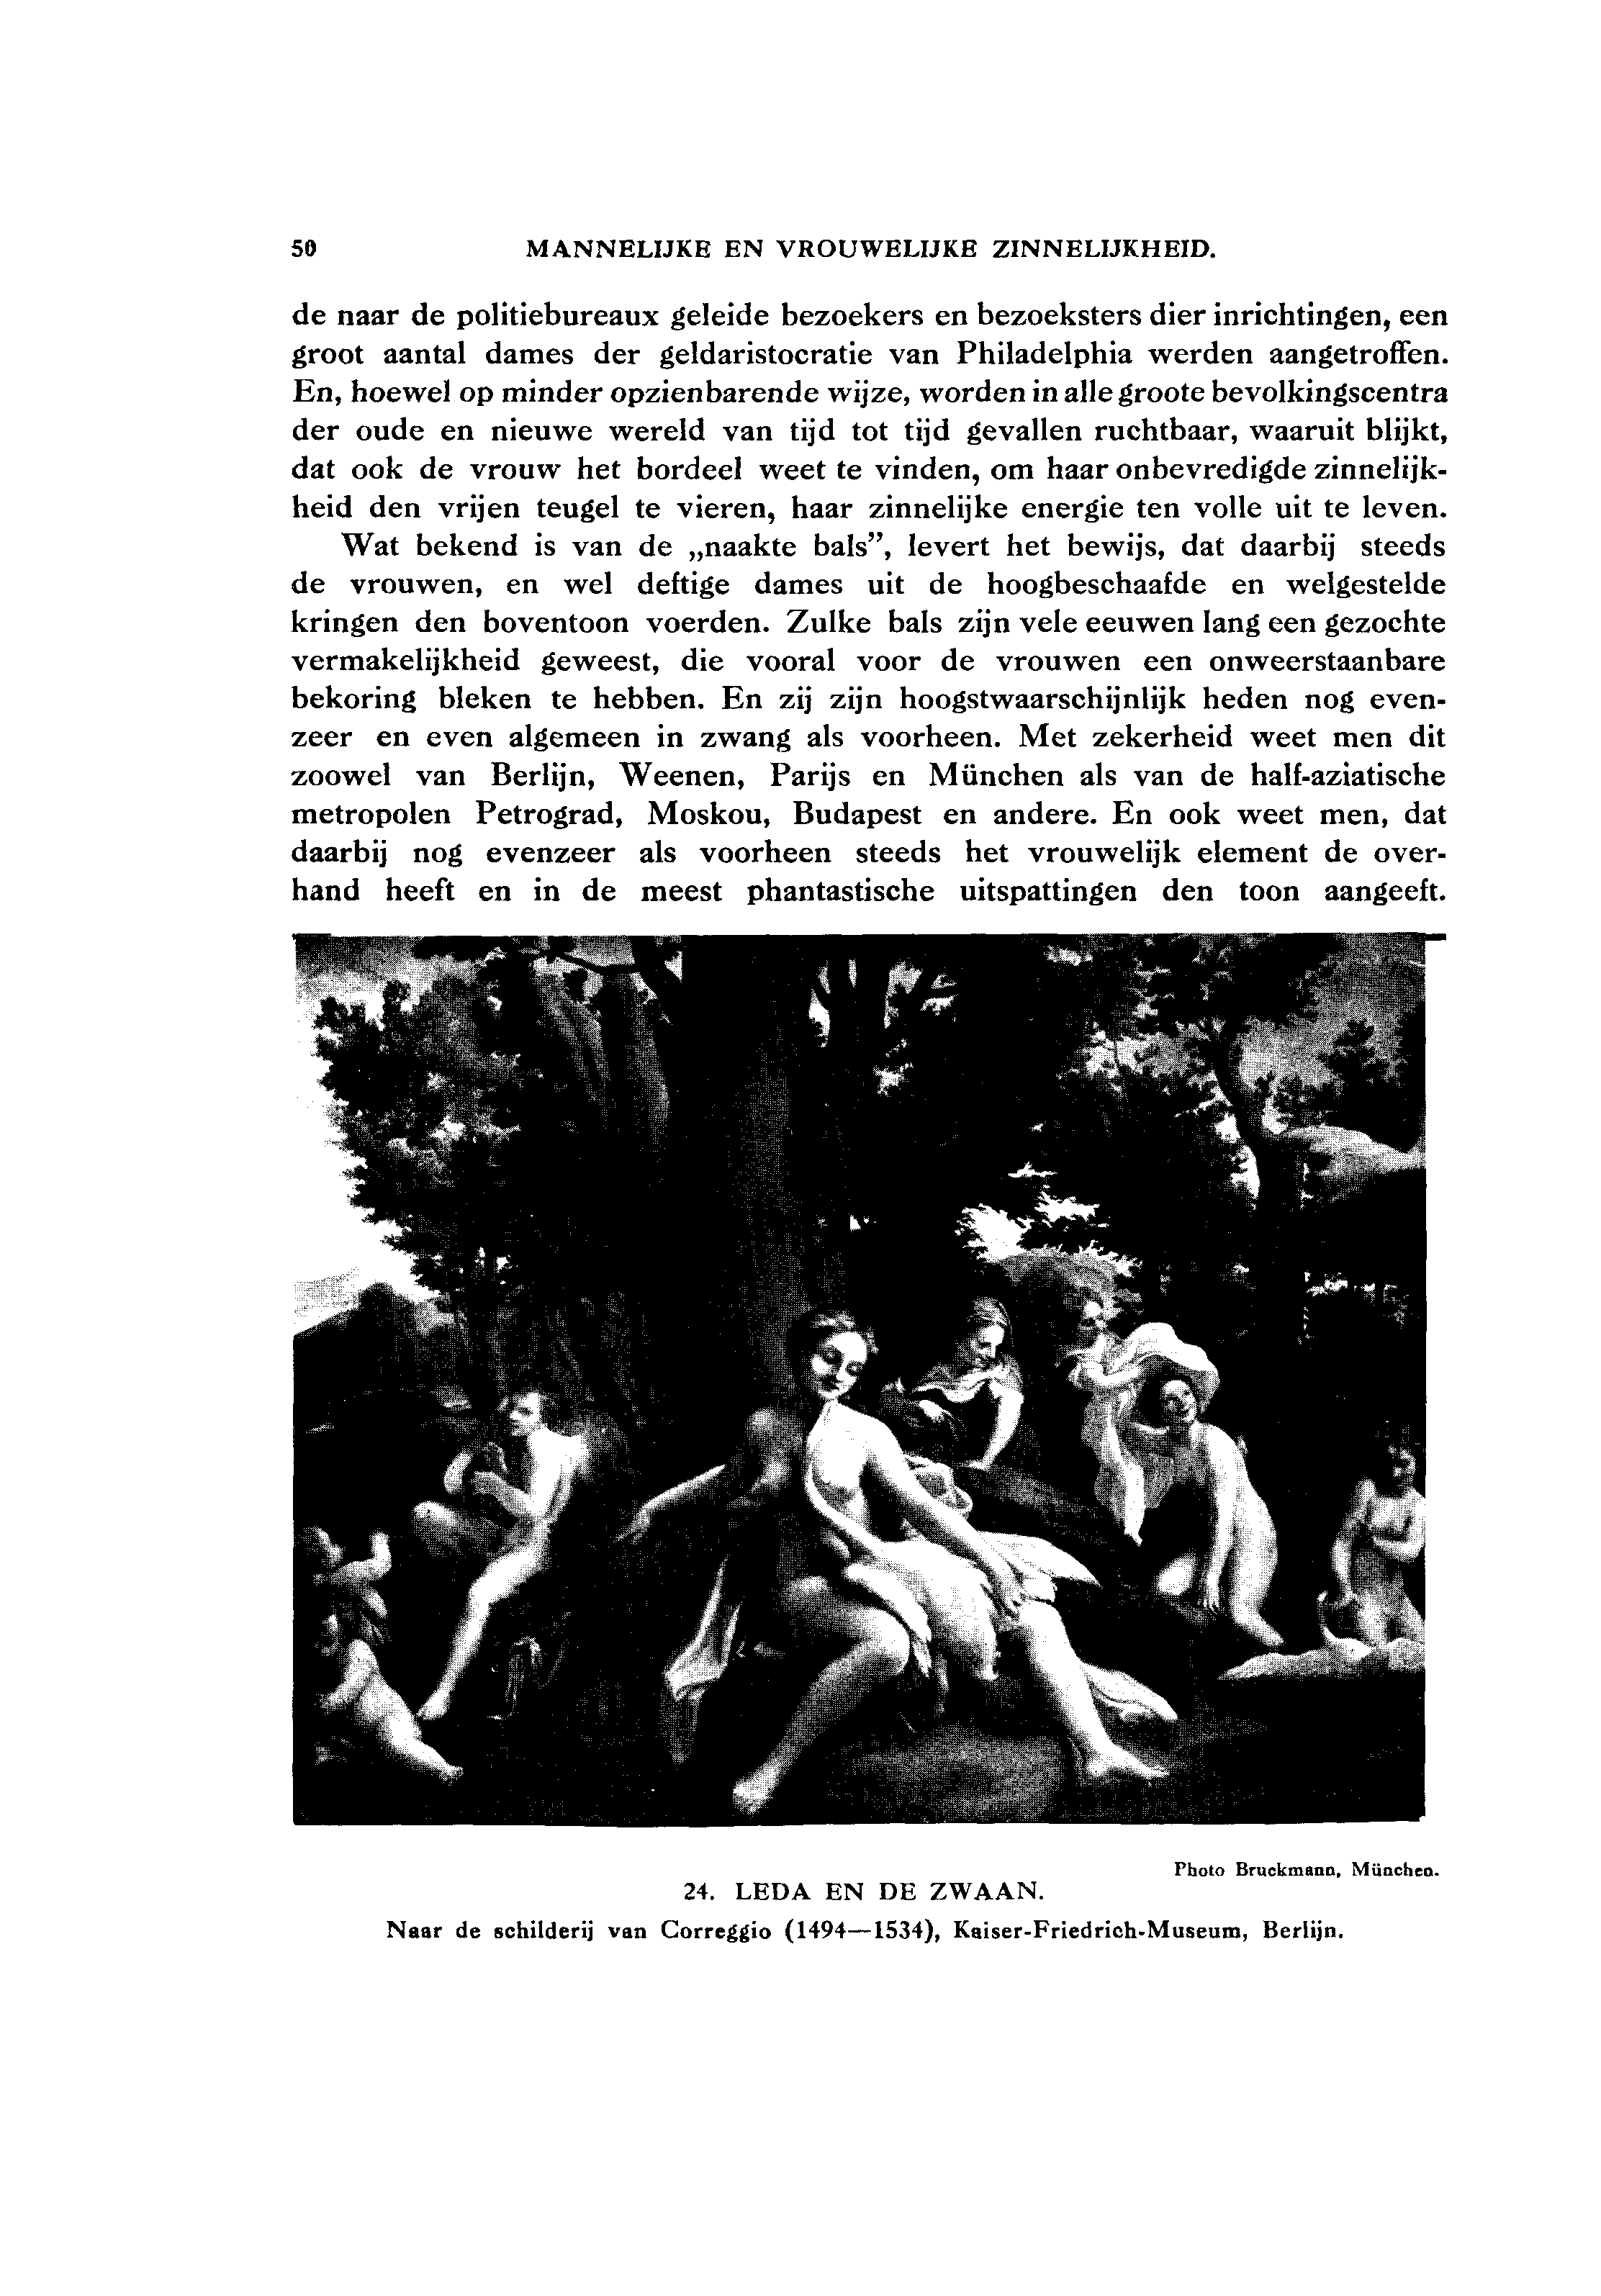 50 MANNELIJKE EN VROUWELIJKE ZINNELIJKHEID.
de naar de politiebureaux geleide bezoekers en bezoeksters dier inrichtingen, een
groot aantal dames der geldaristocratie van Philadelphia werden aangetroffen.
En, hoewel op minder opzienbarende wijze, worden in alle groote bevolkingscentra
der oude en nieuwe wereld van tijd tot tijd gevallen ruchtbaar, waaruit blijkt,
dat ook de vrouw het bordeel weet te vinden, om haar onbevredigde zinnelijk-
heid den vrijen teugel te vieren, haar zinnelijke energie ten volle uit te leven.
Wat bekend is van de „naakte bals”, levert het bewijs, dat daarbij steeds
de vrouwen, en wel deftige dames uit de hoogbeschaafde en welgestelde
kringen den boventoon voerden. Zulke bals zijn vele eeuwen lang een gezochte
vermakelijkheid geweest, die vooral voor de vrouwen een onweerstaanbare
bekoring bleken te hebben. En zij zijn hoogstwaarschijnlijk heden nog even-
zeer en even algemeen in zwang als voorheen. Met zekerheid weet men dit
zoowel van Berlijn, Weenen, Parijs en München als van de half-aziatische
metropolen Petrograd, Moskou, Budapest en andere. En ook weet men, dat
daarbij nog evenzeer als voorheen steeds het vrouwelijk element de over-
hand heeft en in de meest phantastische uitspattingen den toon aangeeft.
Photo Bruckmann, München.
24. LEDA EN DE ZWAAN.
Naar de schilderij van Correggio (1494—1534), Kaiser-Friedrich-Museum, Berlijn.